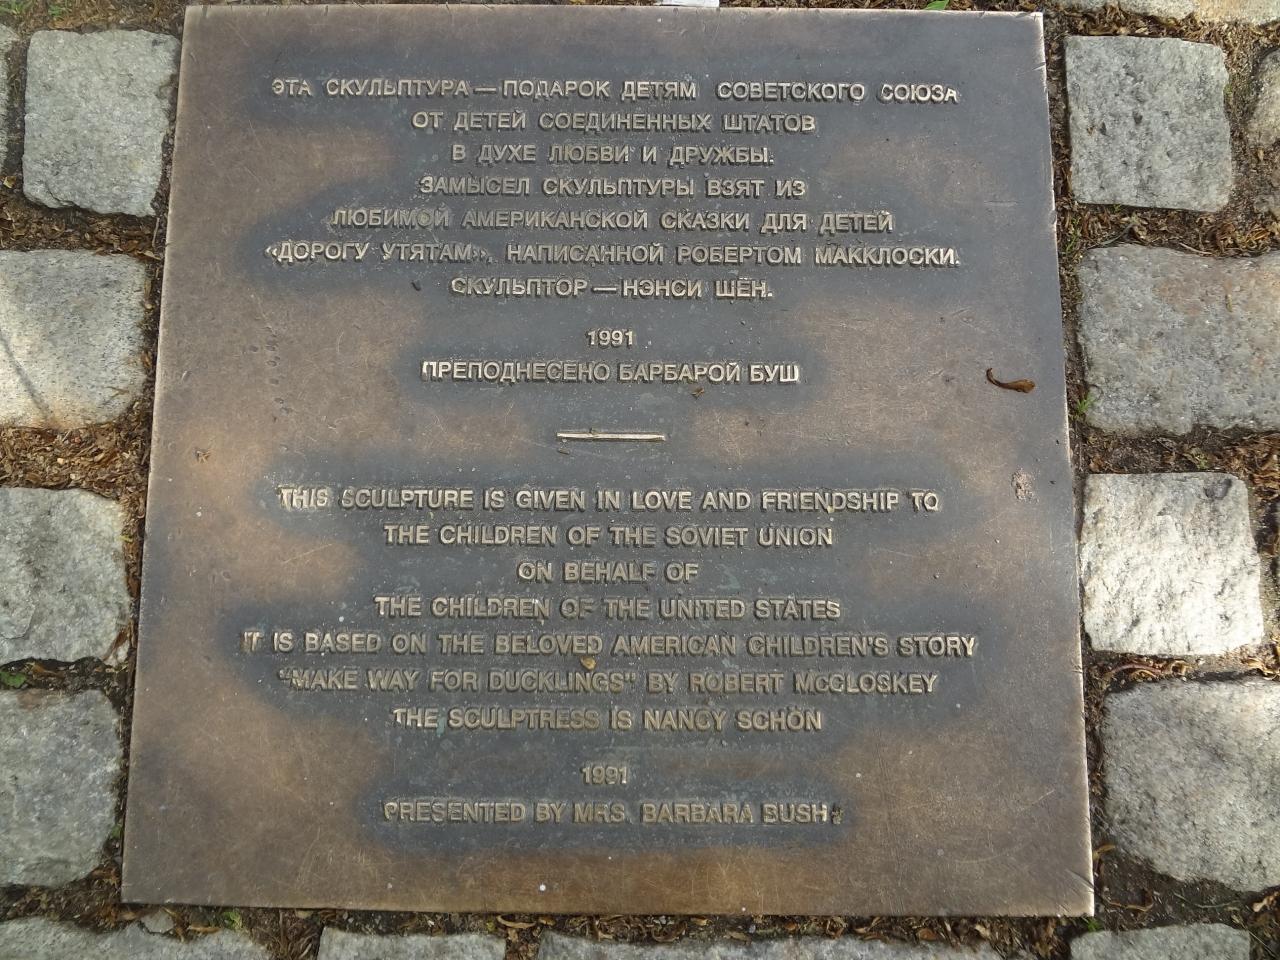 ЭТА СКУЛЬПТУРА — ПОДАРОК ДЕТЯМ СОВЕТСКОГО СОЮЗА
ОТ ДЕТЕЙ СОЕДИНЕННЫХ ШТАТОВ
В ДУХЕ ЛЮБВИ И ДРУЖБЫ.
ЗАМЫСЕЛ СКУЛЬПТУРЫ ВЗЯТ ИЗ
ЛЮБИМОЙ АМЕРИКАНСКОЙ СКАЗКИ ДЛЯ ДЕТЕЙ
«ДОРОГУ УТЯТАМ», НАПИСАННОЙ РОБЕРТОМ МАККЛОСКИ.
СКУЛЬПТОР — НЭНСИ ШЁН.
1991
ПРЕПОДНЕСЕНО БАРБАРОЙ БУШ
THIS SCULPTURE IS GIVEN IN LOVE AND FRIENDSHIP TO
THE CHILDREN OF THE SOVIET UNION
ON BEHALF OF
THE CHILDREN OF THE UNITED STATES
IT IS BASED ON THE BELOVED AMERICAN CHILDREN'S STORY
"MAKE WAY FOR DUCKLINGS" BY ROBERT MCCLOSKEY
THE SCULPTRESS IS NANCY SCHÖN
1991
PRESENTED BY MRS. BARBARA BUSH